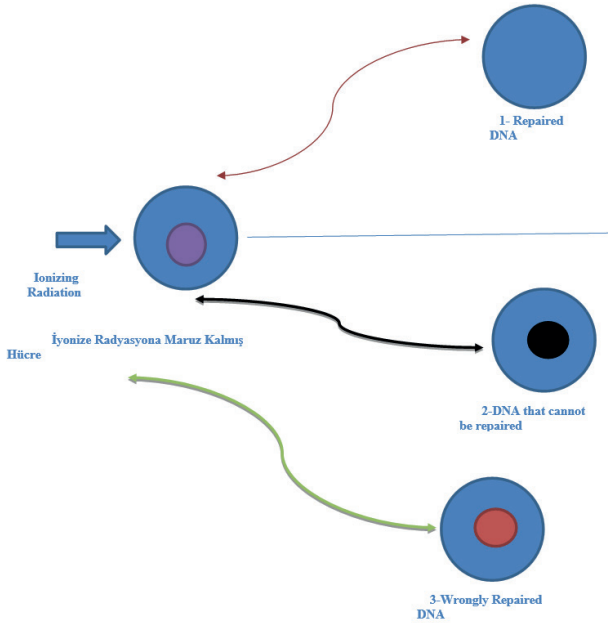 1- Repaired
DNA
Ionizing
Radiation
İyonize Radyasyona Maruz Kalmış
Hücre
2-DNA that cannot
be repaired
3-Wrongly Repaired
DNA